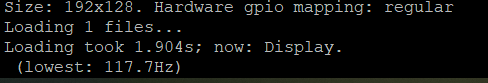 Size: 192x128. Hardware gpio mapping: regular
Loading 1 files...
Loading took 1.904s; now: Display.
(lowest: 117.7Hz)